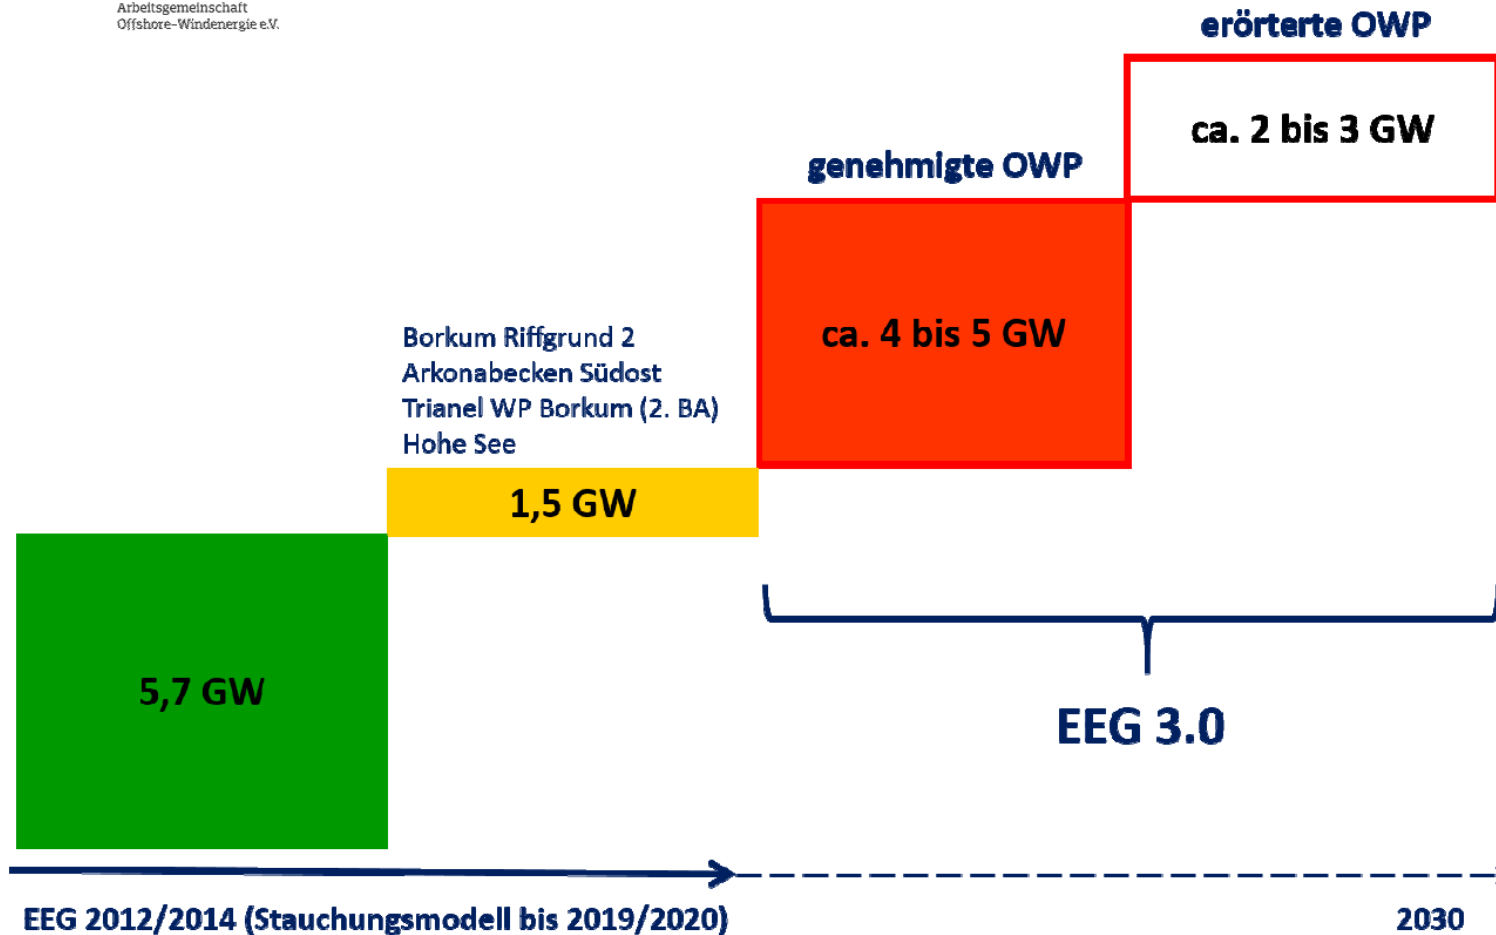 Arbeitsgemeinschaft
Offshore-Windenergie e.V.
erörterte OWP
ca. 2 bis 3 GW
genehmigte OWP
ca. 4 bis 5 GW
Borkum Riffgrund 2
Arkonabecken Südost
Trianel WP Borkum (2. BA)
Hohe See
1,5 GW
5,7 GW
EEG 3.0
EEG 2012/2014 (Stauchungsmodell bis 2019/2020)
2030